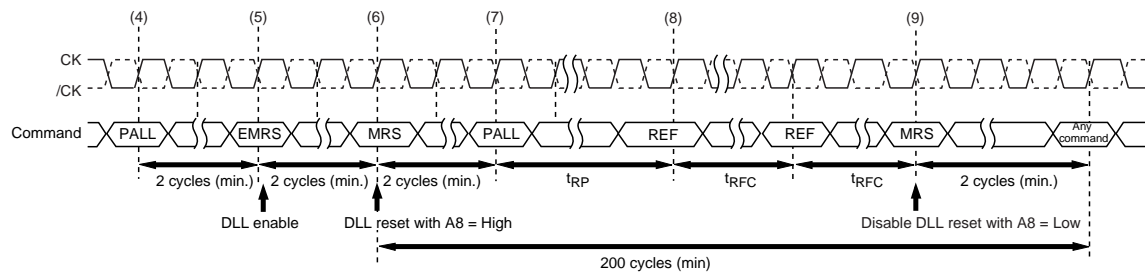 (4) (5) (6) (7) (8) (9)
CK
/CK
Command PALL EMRS MRS PALL REF REF MRS Any command
2 cycles (min.) 2 cycles (min.) 2 cycles (min.) tRP tRFC tRFC 2 cycles (min.)
DLL enable DLL reset with A8 = High Disable DLL reset with A8 = Low
200 cycles (min)